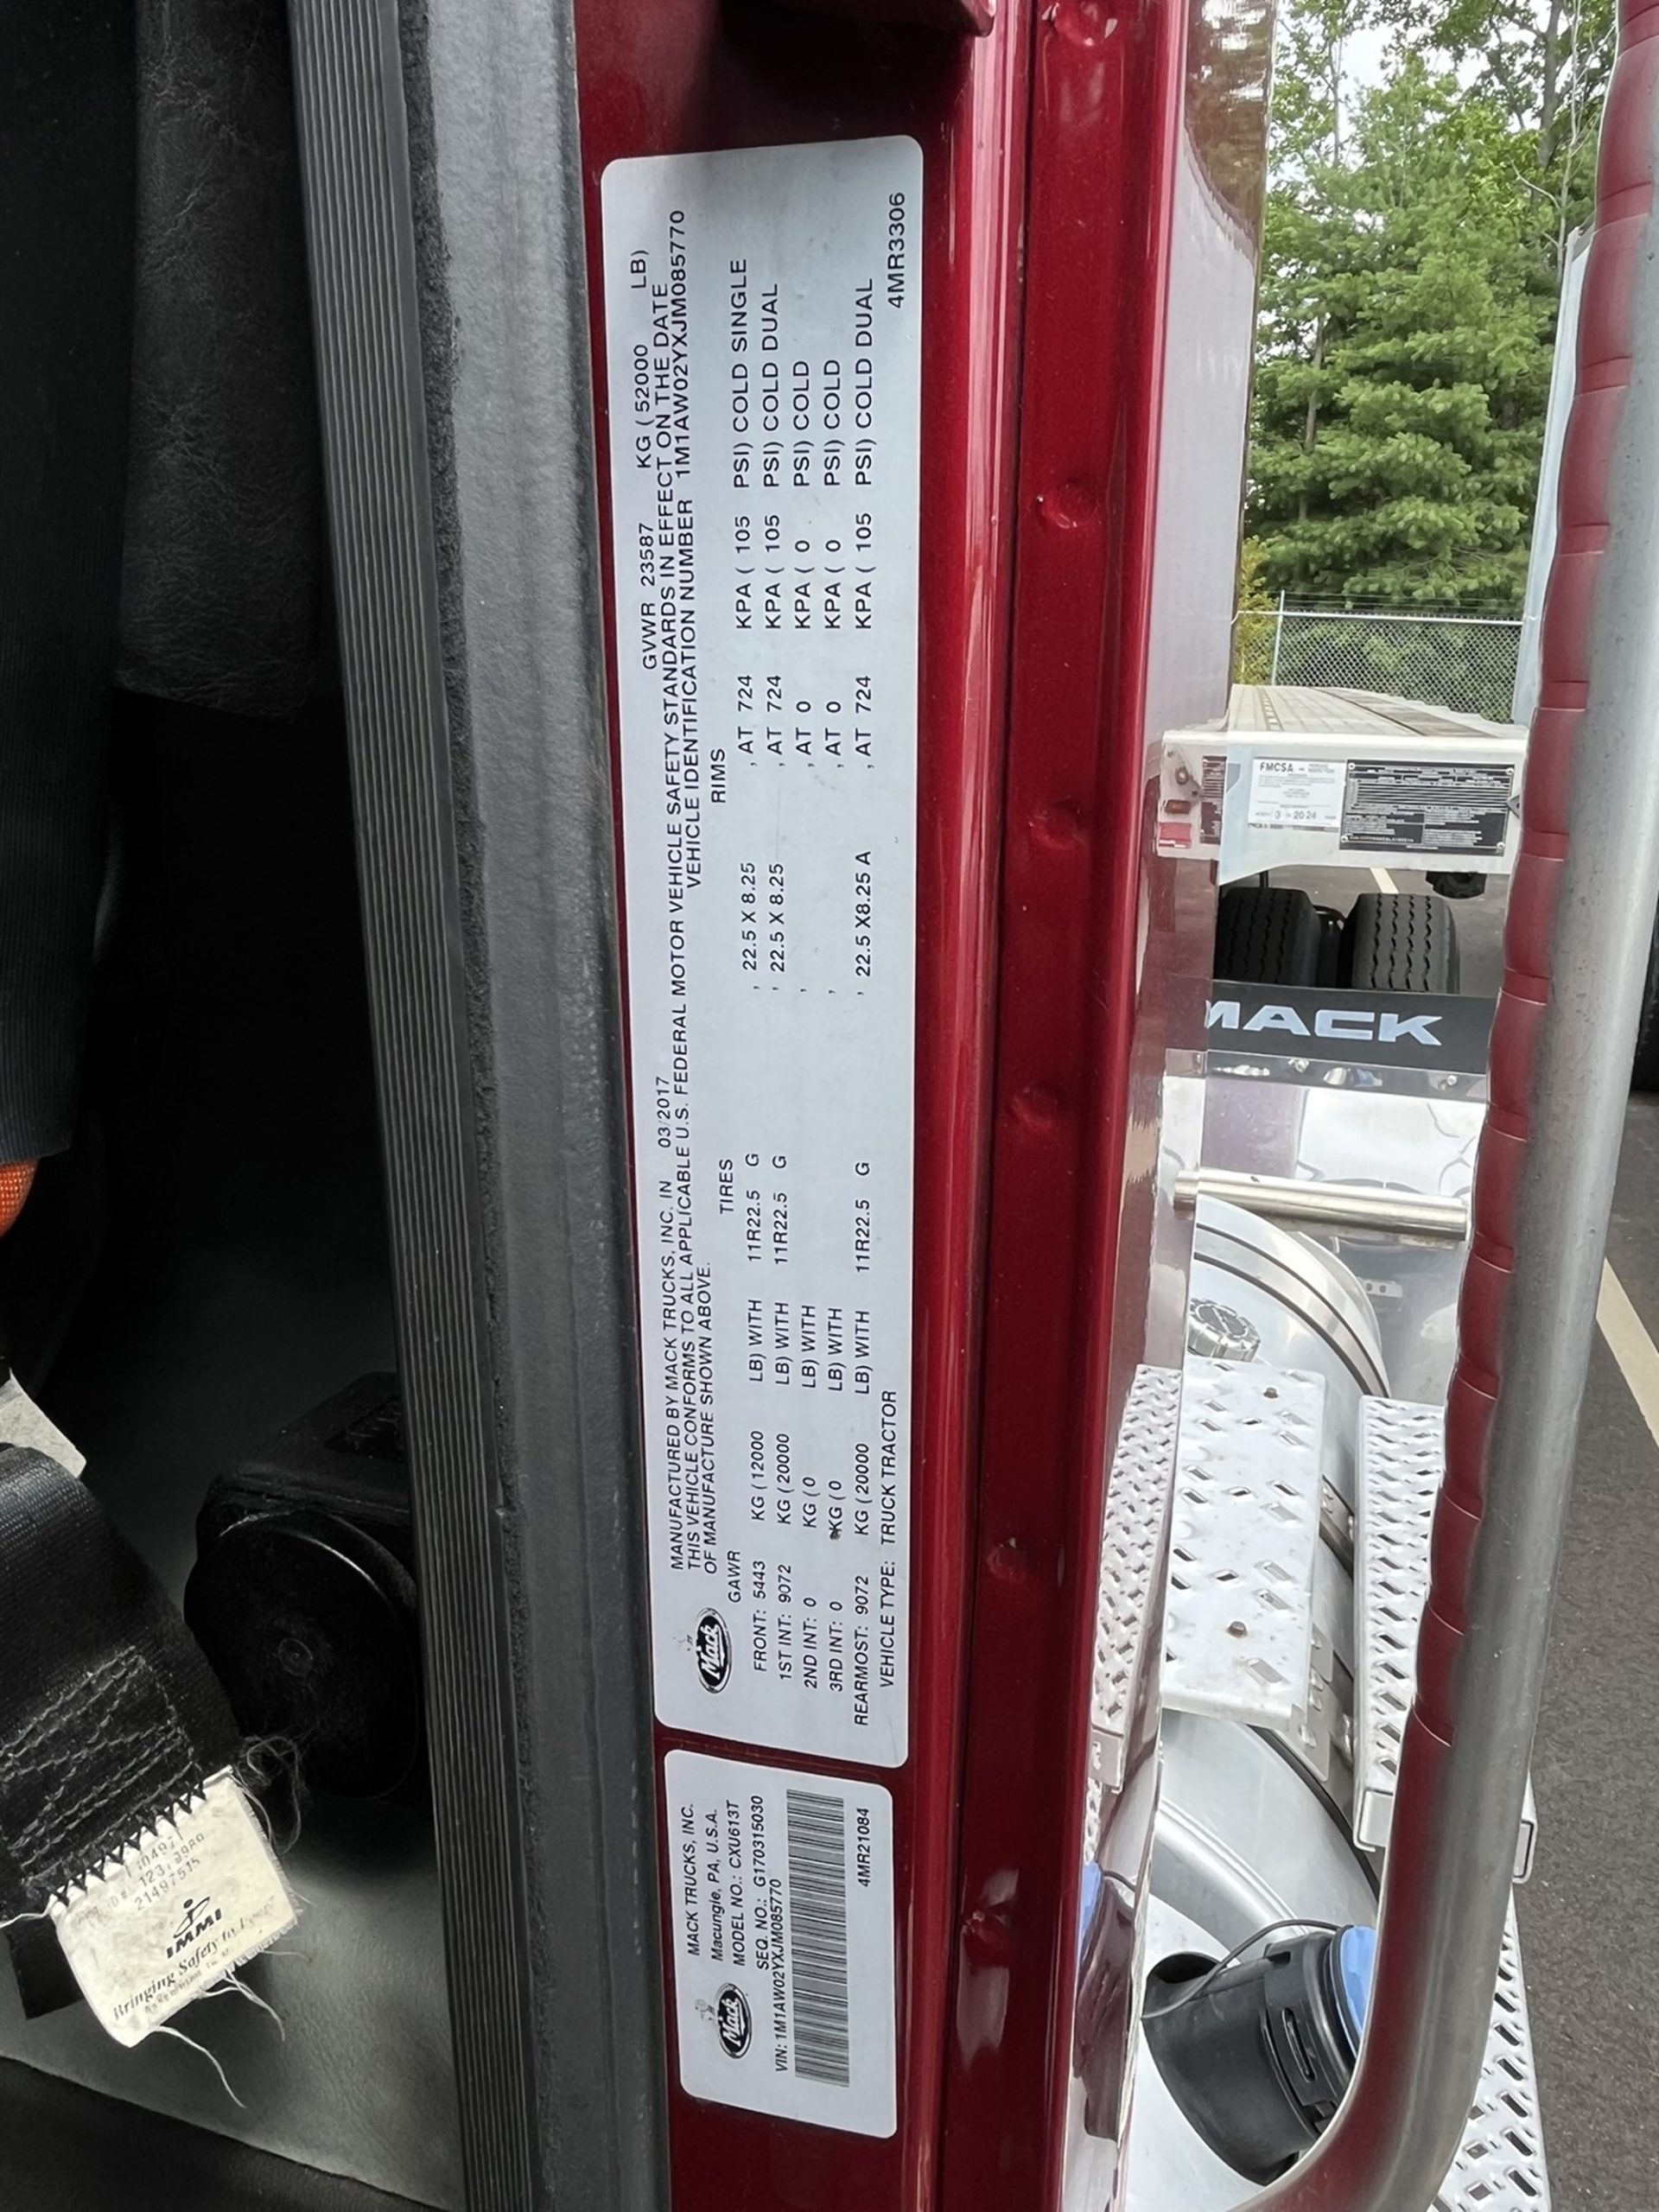 GVWR 23587 KG ( 52000 LB)
MANUFACTURED BY MACK TRUCKS, INC. IN 03/2017
THIS VEHICLE CONFORMS TO ALL APPLICABLE U.S. FEDERAL MOTOR VEHICLE SAFETY STANDARDS IN EFFECT ON THE DATE
OF MANUFACTURE SHOWN ABOVE. VEHICLE IDENTIFICATION NUMBER 1M1AW02YXJM085770
Mack
GAWR TIRES RIMS
FRONT: 5443 KG ( 12000 LB) WITH 11R22.5 G , 22.5 X 8.25 , AT 724 KPA ( 105 PSI) COLD SINGLE
1ST INT: 9072 KG ( 20000 LB) WITH 11R22.5 G , 22.5 X 8.25 , AT 724 KPA ( 105 PSI) COLD DUAL
2ND INT: 0 KG ( 0 LB) WITH , , AT 0 KPA ( 0 PSI) COLD
3RD INT: 0 KG ( 0 LB) WITH , , AT 0 KPA ( 0 PSI) COLD
REARMOST: 9072 KG ( 20000 LB) WITH 11R22.5 G , 22.5 X8.25 A , AT 724 KPA ( 105 PSI) COLD DUAL
VEHICLE TYPE: TRUCK TRACTOR
4MR3306
MACK TRUCKS, INC.
Macungie, PA, U.S.A.
MODEL NO.: CXU613T
SEQ. NO.: G170315030
Mack
VIN: 1M1AW02YXJM085770
4MR21084
FMCSA
3 2024
MACK
21497515
IMMI
Bringing Safety to